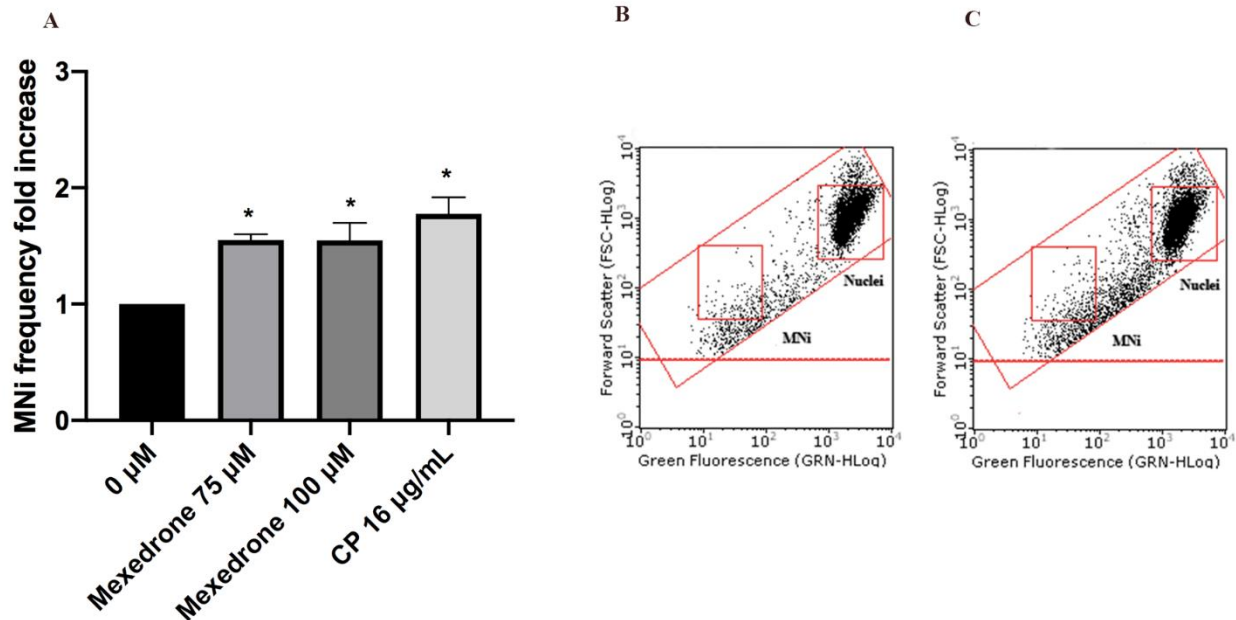 A
MNi frequency fold increase
3
2
1
0
*
*
*
0 µM
Mexedrone 75 µM
Mexedrone 100 µM
CP 16 µg/mL
B
Forward Scatter (FSC-HLog)
10⁴
10³
10²
10¹
10⁰
Nuclei
MNi
10⁰ 10¹ 10² 10³ 10⁴
Green Fluorescence (GRN-HLog)
C
Forward Scatter (FSC-HLog)
10⁴
10³
10²
10¹
10⁰
Nuclei
MNi
10⁰ 10¹ 10² 10³ 10⁴
Green Fluorescence (GRN-HLog)